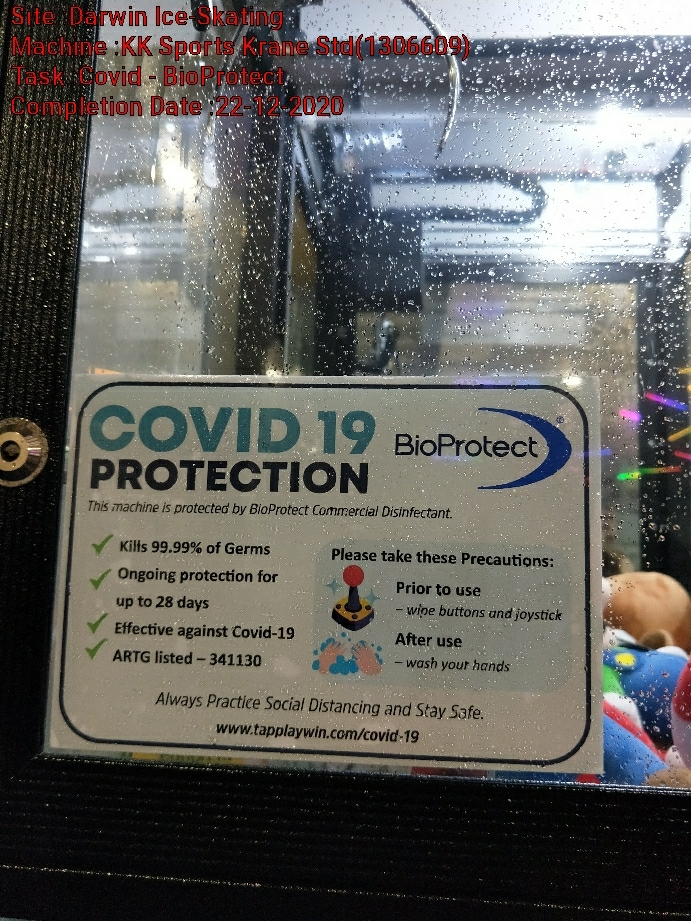 Site :Darwin Ice-Skating
Machine :KK Sports Krane Std(1306609)
Task :Covid - BioProtect
Completion Date :22-12-2020
COVID 19
PROTECTION
BioProtect®
This machine is protected by BioProtect Commercial Disinfectant.
Kills 99.99% of Germs
Ongoing protection for
up to 28 days
Effective against Covid-19
ARTG listed – 341130
Please take these Precautions:
Prior to use
– wipe buttons and joystick
After use
– wash your hands
Always Practice Social Distancing and Stay Safe.
www.tapplaywin.com/covid-19